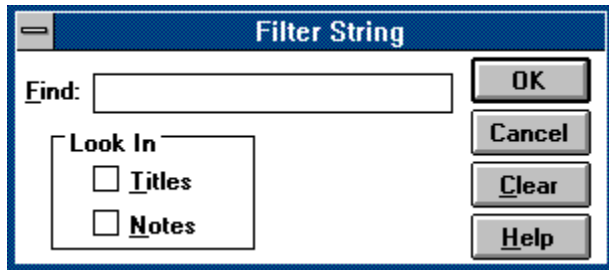 Filter String
Find:
OK
Look In
Cancel
Titles
Clear
Notes
Help